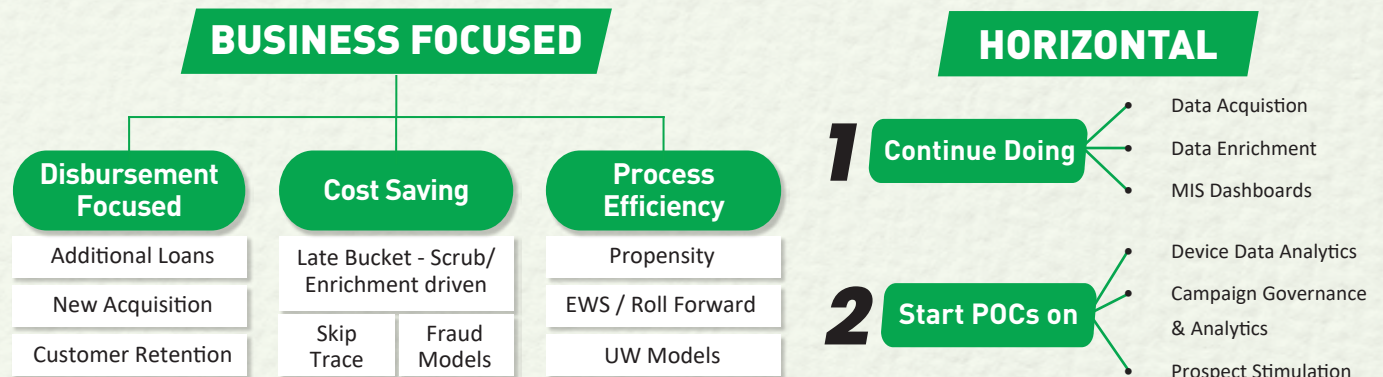 BUSINESS FOCUSED
Disbursement
Focused
Additional Loans
New Acquisition
Customer Retention
Cost Saving
Late Bucket - Scrub/
Enrichment driven
Skip
Trace
Fraud
Models
Process
Efficiency
Propensity
EWS / Roll Forward
UW Models
HORIZONTAL
1
Continue Doing
Data Acquistion
Data Enrichment
MIS Dashboards
2
Start POCs on
Device Data Analytics
Campaign Governance
& Analytics
Prospect Stimulation